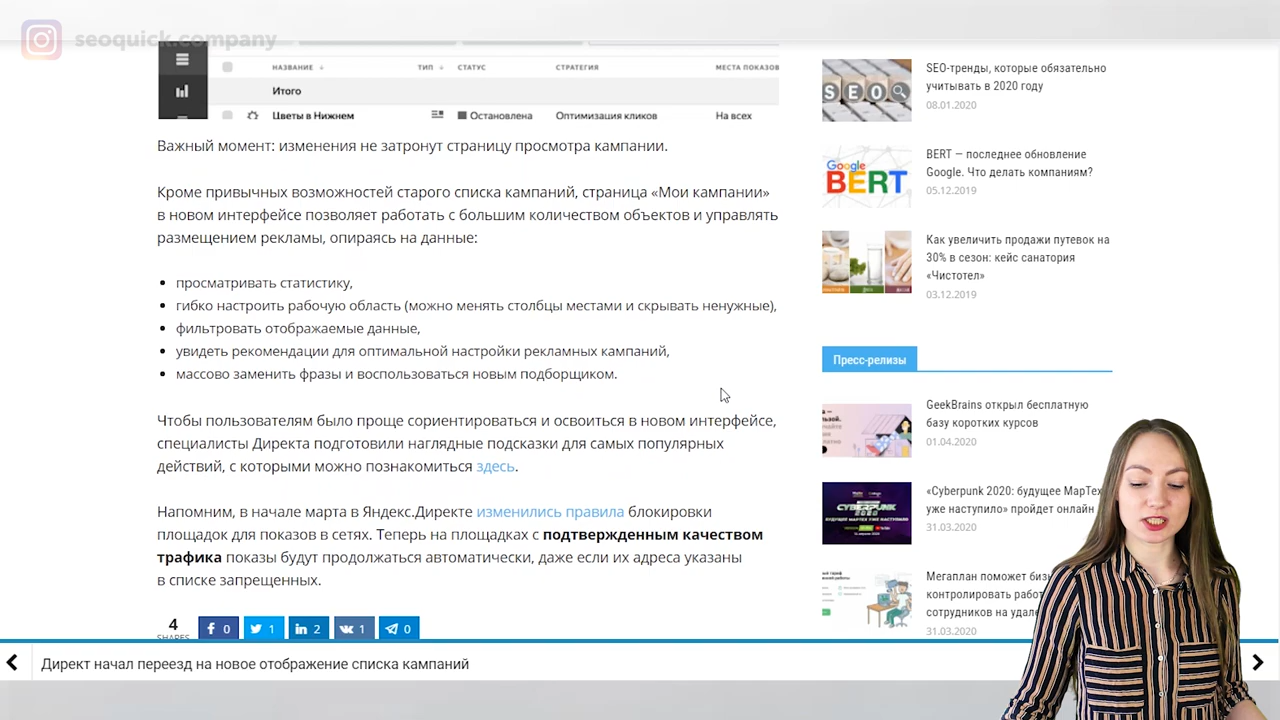 seoquick.company
НАЗВАНИЕ ТИП СТАТУС СТРАТЕГИЯ МЕСТА ПОКАЗОВ
Итого
Цветы в Нижнем Остановлена Оптимизация кликов На всех
Важный момент: изменения не затронут страницу просмотра кампании.
Кроме привычных возможностей старого списка кампаний, страница «Мои кампании»
в новом интерфейсе позволяет работать с большим количеством объектов и управлять
размещением рекламы, опираясь на данные:
просматривать статистику,
гибко настроить рабочую область (можно менять столбцы местами и скрывать ненужные),
фильтровать отображаемые данные,
увидеть рекомендации для оптимальной настройки рекламных кампаний,
массово заменить фразы и воспользоваться новым подборщиком.
Чтобы пользователям было проще сориентироваться и освоиться в новом интерфейсе,
специалисты Директа подготовили наглядные подсказки для самых популярных
действий, с которыми можно познакомиться здесь.
Напомним, в начале марта в Яндекс.Директе изменились правила блокировки
площадок для показов в сетях. Теперь на площадках с подтвержденным качеством
трафика показы будут продолжаться автоматически, даже если их адреса указаны
в списке запрещенных.
4
SHARES
0 1 2 1 0
Директ начал переезд на новое отображение списка кампаний
SEO
SEO-тренды, которые обязательно
учитывать в 2020 году
08.01.2020
Google
BERT
BERT — последнее обновление
Google. Что делать компаниям?
05.12.2019
Как увеличить продажи путевок на
30% в сезон: кейс санатория
«Чистотел»
03.12.2019
Пресс-релизы
GeekBrains открыл бесплатную
базу коротких курсов
01.04.2020
«Cyberpunk 2020: будущее МарТех
уже наступило» пройдет онлайн
31.03.2020
Мегаплан поможет
контролировать
сотрудников на
31.03.2020